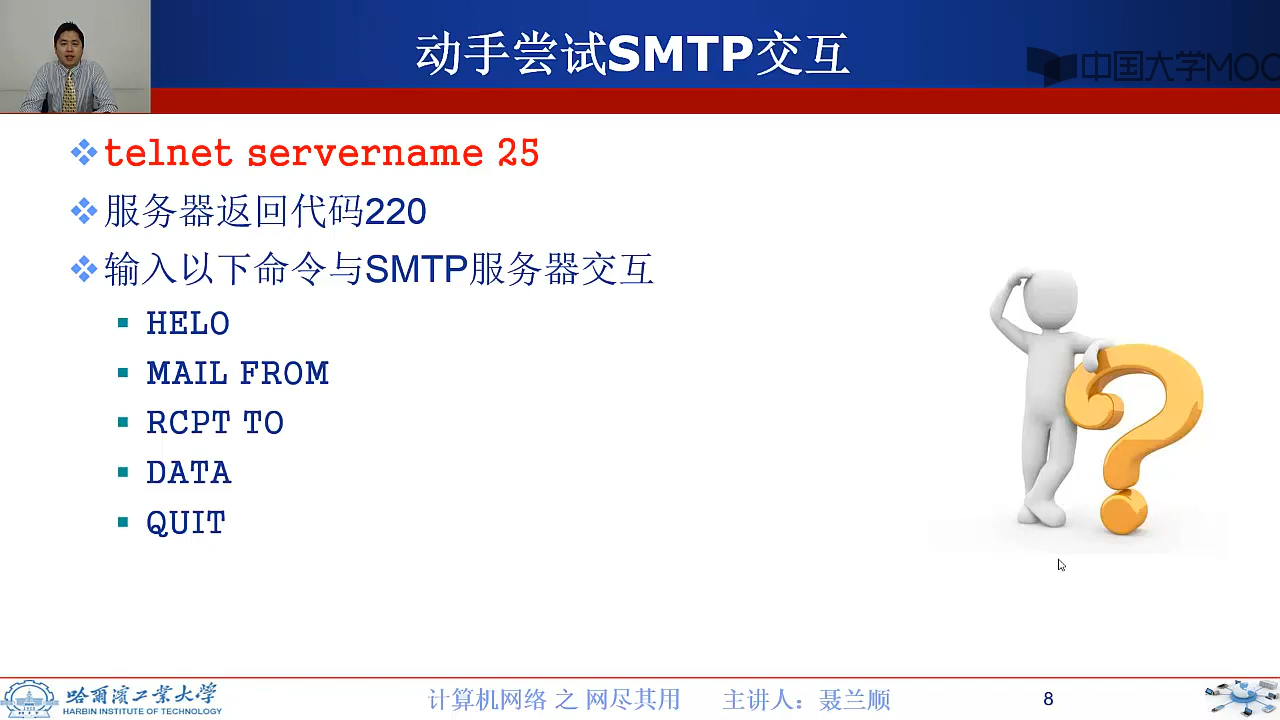 动手尝试SMTP交互
中国大学MOC
telnet servername 25
服务器返回代码220
输入以下命令与SMTP服务器交互
HELO
MAIL FROM
RCPT TO
DATA
QUIT
哈尔滨工业大学
HARBIN INSTITUTE OF TECHNOLOGY
计算机网络 之 网尽其用 主讲人：聂兰顺
8